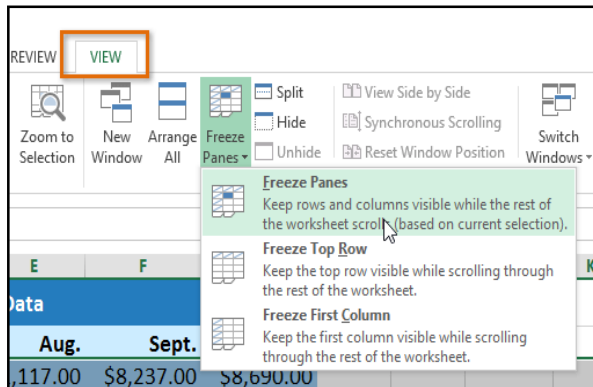 REVIEW VIEW
Zoom to Selection
New Window
Arrange All
Freeze Panes
Split
Hide
Unhide
View Side by Side
Synchronous Scrolling
Reset Window Position
Switch Windows
Freeze Panes
Keep rows and columns visible while the rest of
the worksheet scrolls (based on current selection).
Freeze Top Row
Keep the top row visible while scrolling through
the rest of the worksheet.
Freeze First Column
Keep the first column visible while scrolling
through the rest of the worksheet.
E F K
Data
Aug. Sept.
,117.00 $8,237.00 $8,690.00